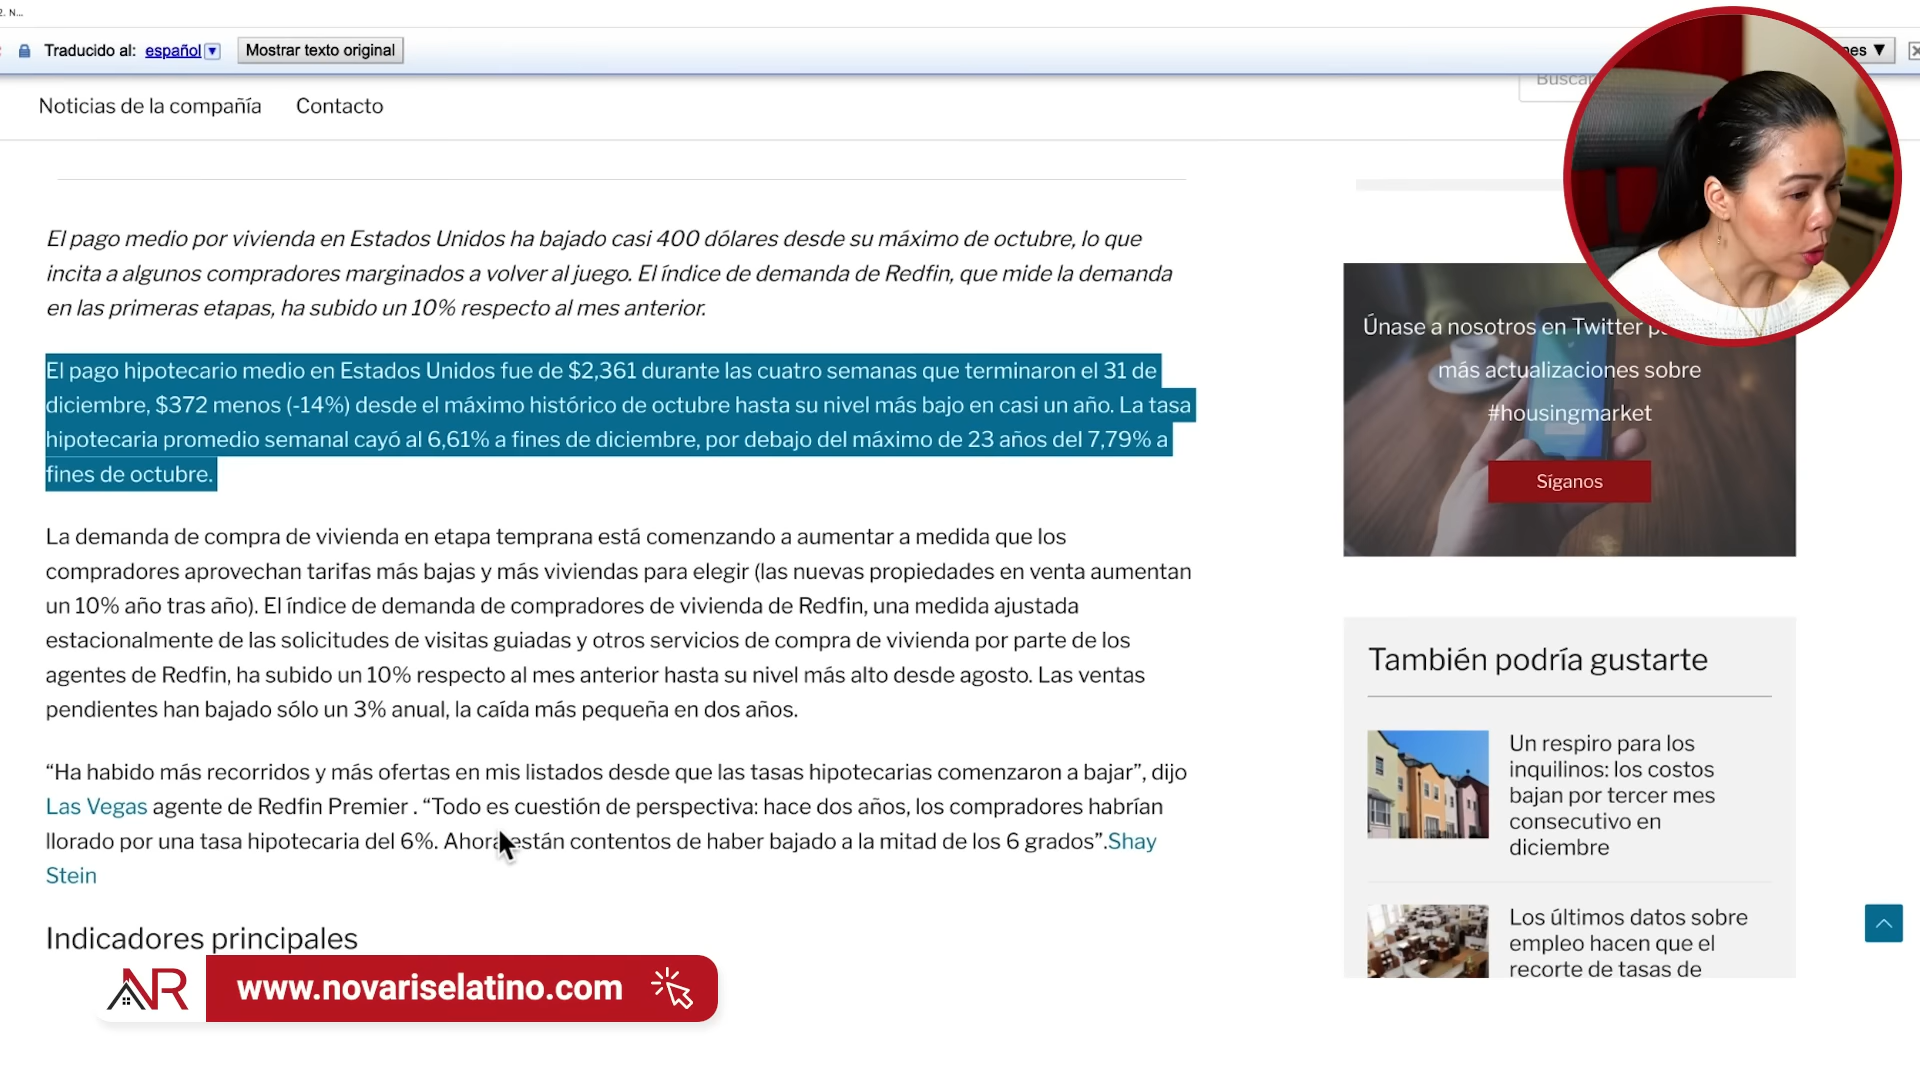 2. N...
Traducido al: español ▼ Mostrar texto original
Noticias de la compañía Contacto
Buscar
El pago medio por vivienda en Estados Unidos ha bajado casi 400 dólares desde su máximo de octubre, lo que
incita a algunos compradores marginados a volver al juego. El índice de demanda de Redfin, que mide la demanda
en las primeras etapas, ha subido un 10% respecto al mes anterior.
El pago hipotecario medio en Estados Unidos fue de $2,361 durante las cuatro semanas que terminaron el 31 de
diciembre, $372 menos (-14%) desde el máximo histórico de octubre hasta su nivel más bajo en casi un año. La tasa
hipotecaria promedio semanal cayó al 6,61% a fines de diciembre, por debajo del máximo de 23 años del 7,79% a
fines de octubre.
La demanda de compra de vivienda en etapa temprana está comenzando a aumentar a medida que los
compradores aprovechan tarifas más bajas y más viviendas para elegir (las nuevas propiedades en venta aumentan
un 10% año tras año). El índice de demanda de compradores de vivienda de Redfin, una medida ajustada
estacionalmente de las solicitudes de visitas guiadas y otros servicios de compra de vivienda por parte de los
agentes de Redfin, ha subido un 10% respecto al mes anterior hasta su nivel más alto desde agosto. Las ventas
pendientes han bajado sólo un 3% anual, la caída más pequeña en dos años.
“Ha habido más recorridos y más ofertas en mis listados desde que las tasas hipotecarias comenzaron a bajar”, dijo
Las Vegas agente de Redfin Premier . “Todo es cuestión de perspectiva: hace dos años, los compradores habrían
llorado por una tasa hipotecaria del 6%. Ahora están contentos de haber bajado a la mitad de los 6 grados”.Shay
Stein
Indicadores principales
Únase a nosotros en Twitter
más actualizaciones sobre
#housingmarket
Síganos
También podría gustarte
Un respiro para los
inquilinos: los costos
bajan por tercer mes
consecutivo en
diciembre
Los últimos datos sobre
empleo hacen que el
recorte de tasas de
NR
www.novariselatino.com